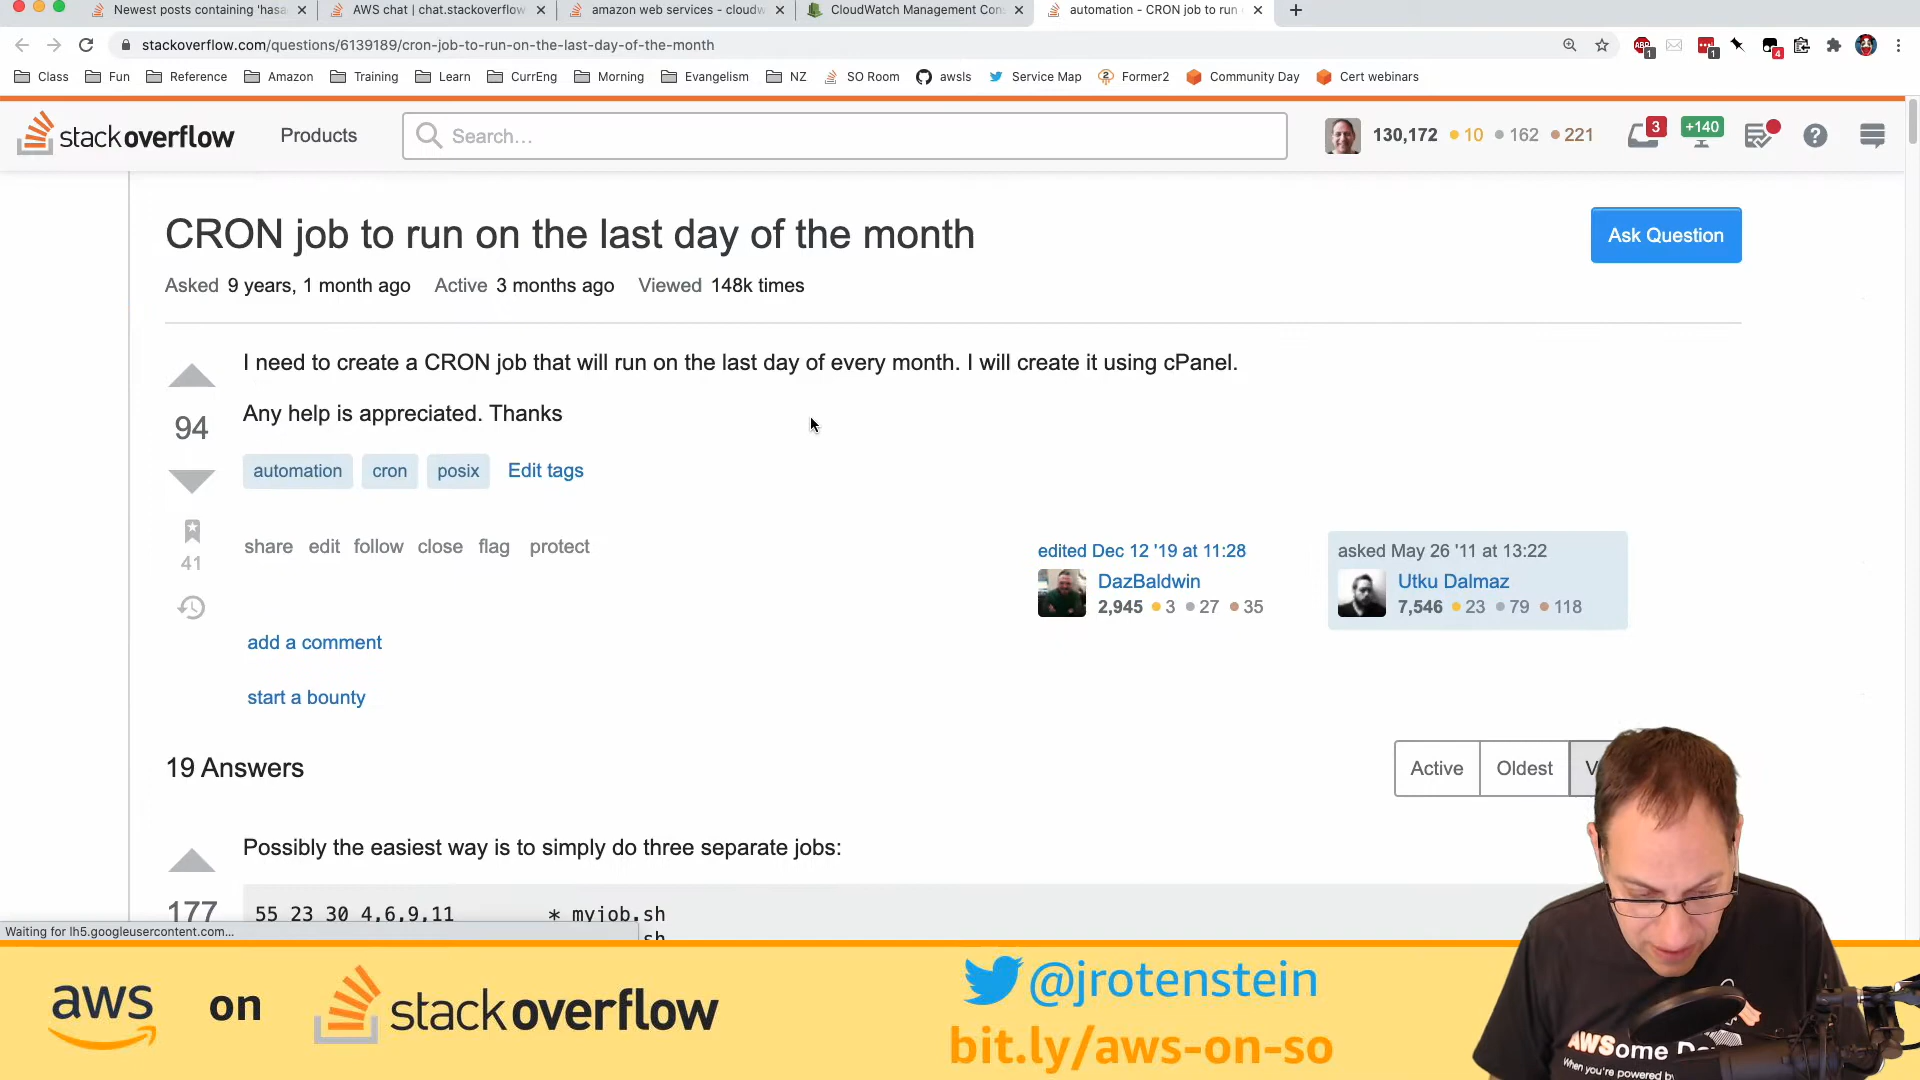 Newest posts containing 'hasa
AWS chat | chat.stackoverflow
amazon web services - cloudw
CloudWatch Management Con
automation - CRON job to run
stackoverflow.com/questions/6139189/cron-job-to-run-on-the-last-day-of-the-month
1
1
4
Class
Fun
Reference
Amazon
Training
Learn
CurrEng
Morning
Evangelism
NZ
SO Room
awsls
Service Map
Former2
Community Day
Cert webinars
stackoverflow
Products
Search...
130,172
10
162
221
3
+140
CRON job to run on the last day of the month
Ask Question
Asked 9 years, 1 month ago Active 3 months ago Viewed 148k times
I need to create a CRON job that will run on the last day of every month. I will create it using cPanel.
94
Any help is appreciated. Thanks
automation cron posix Edit tags
41
share edit follow close flag protect
edited Dec 12 '19 at 11:28
DazBaldwin
2,945 3 27 35
asked May 26 '11 at 13:22
Utku Dalmaz
7,546 23 79 118
add a comment
start a bounty
19 Answers
Active Oldest V
Possibly the easiest way is to simply do three separate jobs:
177
55 23 30 4,6,9,11 * myjob.sh
sh
Waiting for lh5.googleusercontent.com...
aws on stackoverflow
@jrotenstein
bit.ly/aws-on-so
AWSome Da
When you're powered by